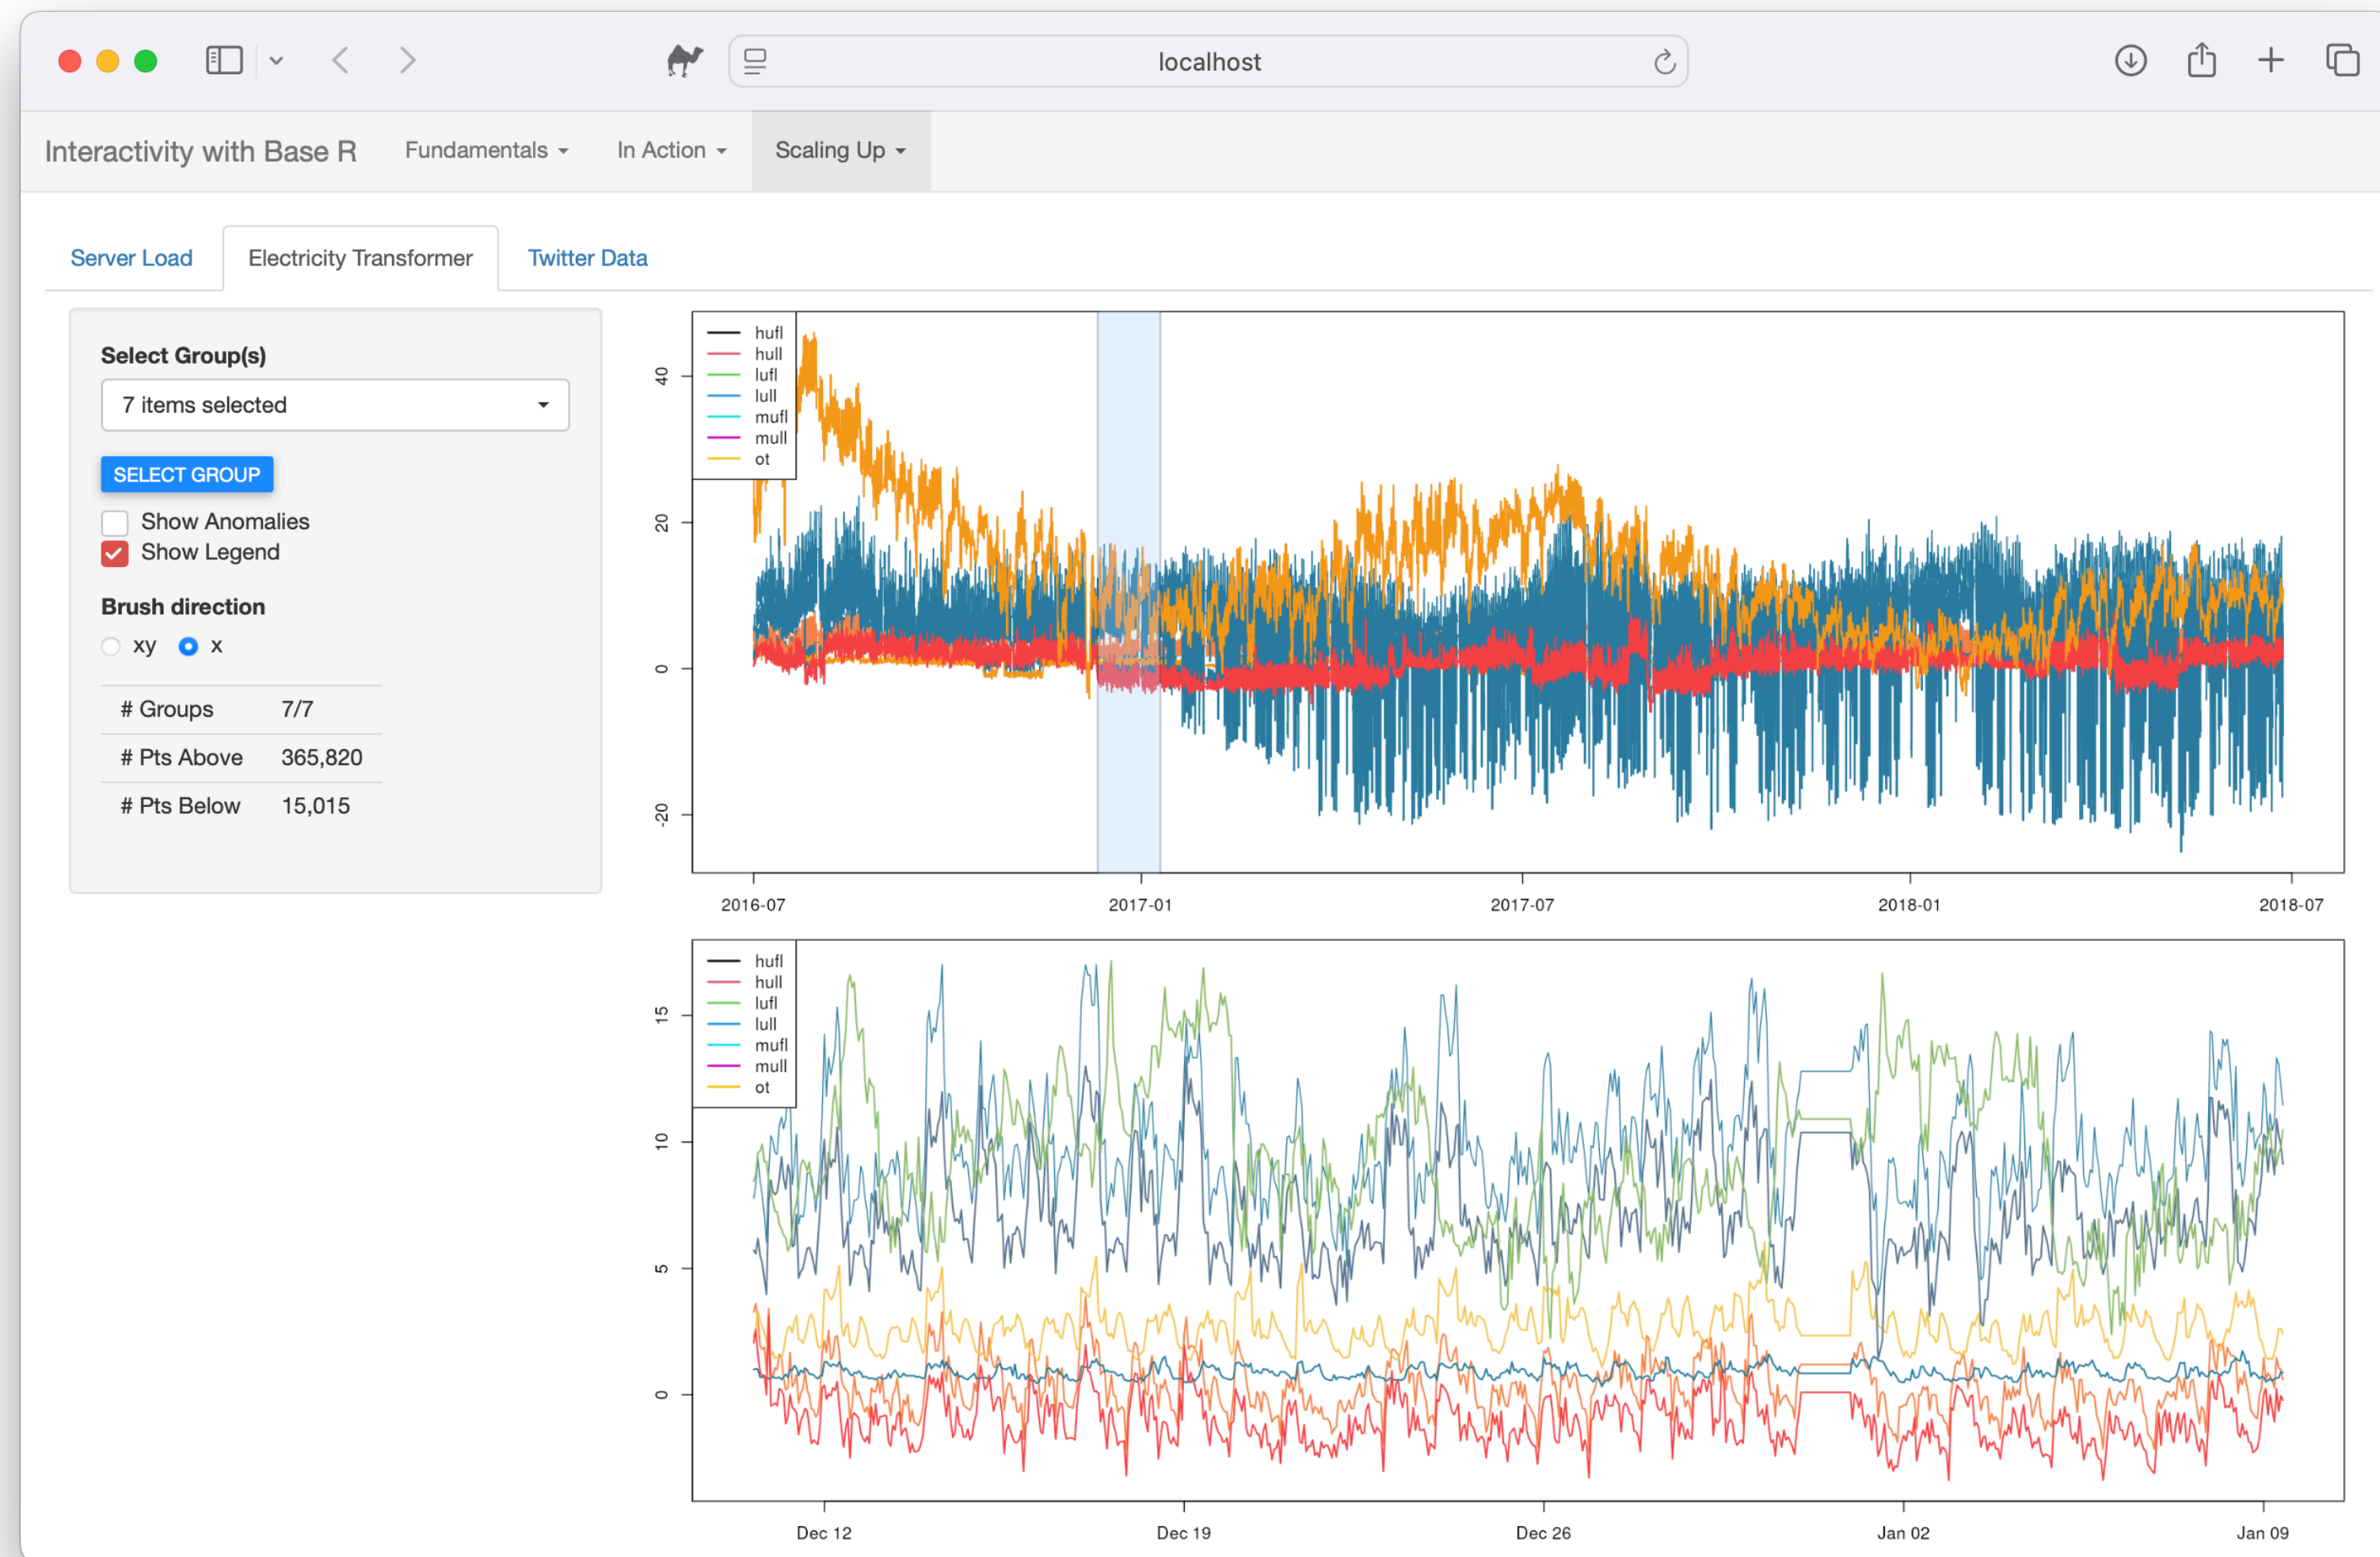 localhost
Interactivity with Base R Fundamentals In Action Scaling Up
Server Load Electricity Transformer Twitter Data
Select Group(s)
7 items selected
SELECT GROUP
Show Anomalies
Show Legend
Brush direction
xy x
# Groups 7/7
# Pts Above 365,820
# Pts Below 15,015
hufl
hull
lufl
lull
mufl
mull
ot
40
20
0
-20
2016-07 2017-01 2017-07 2018-01 2018-07
hufl
hull
lufl
lull
mufl
mull
ot
15
10
5
0
Dec 12 Dec 19 Dec 26 Jan 02 Jan 09